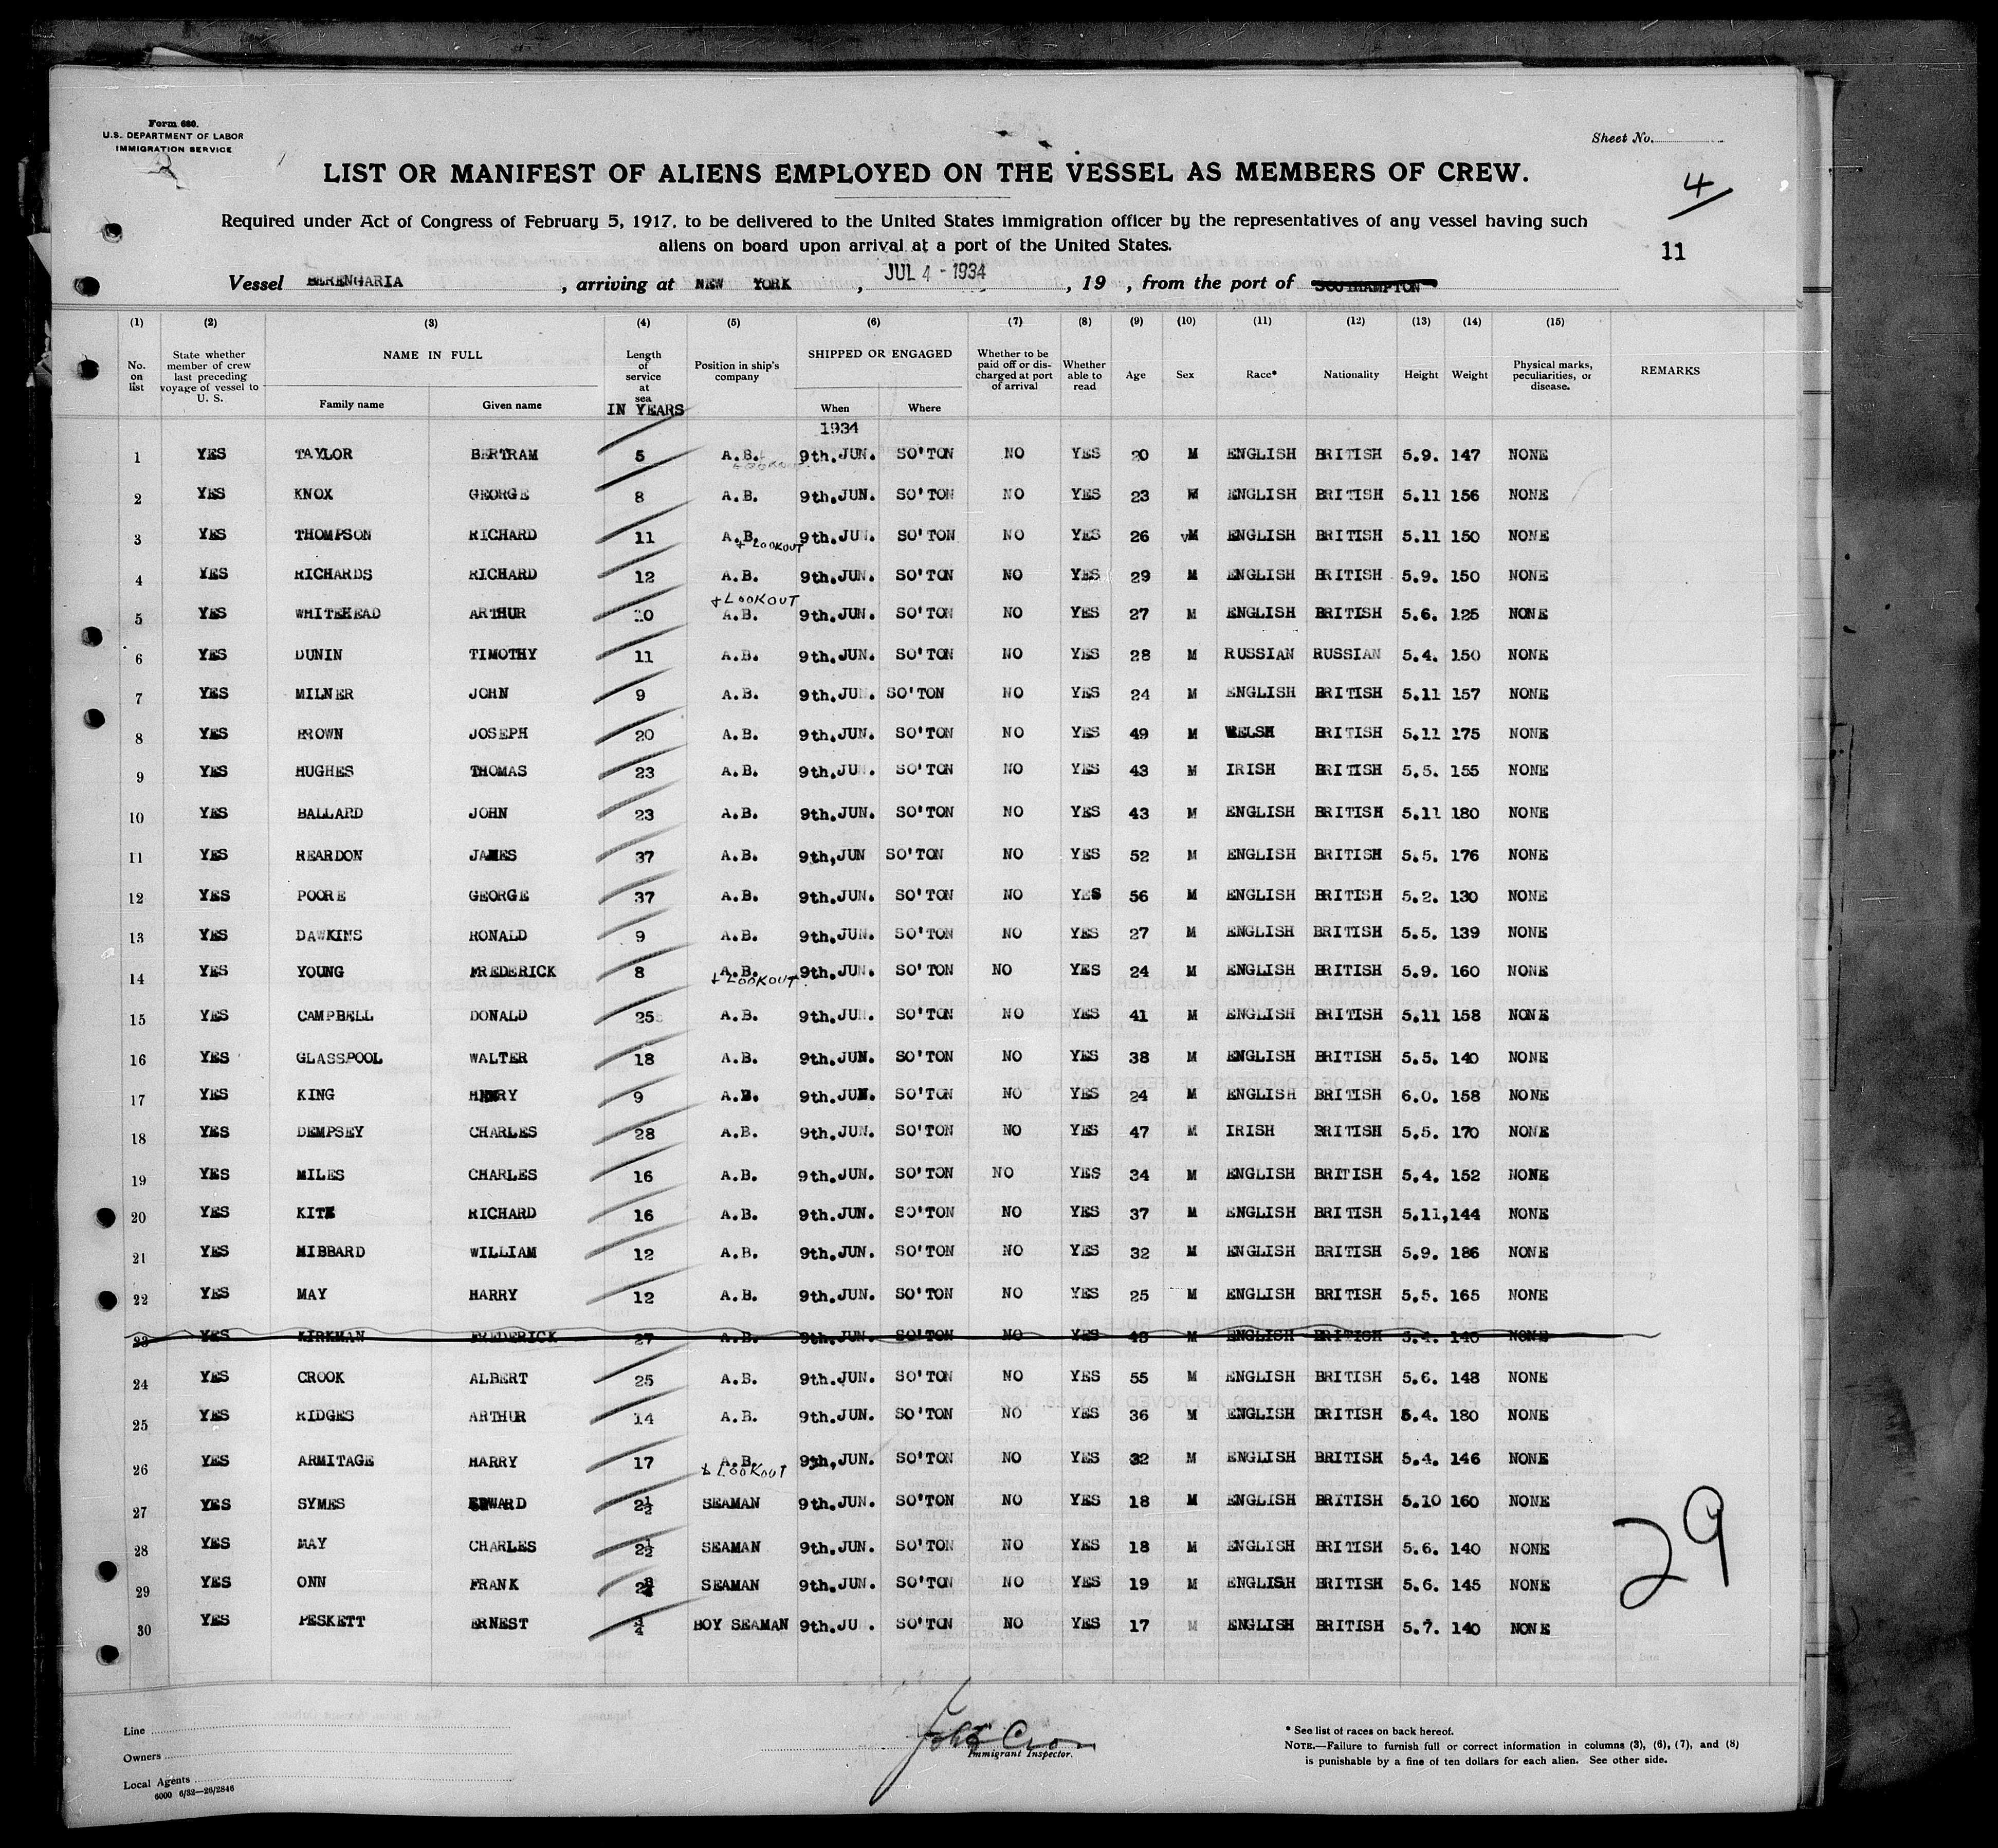 Form 680.
U.S. DEPARTMENT OF LABOR
IMMIGRATION SERVICE
Sheet No.
LIST OR MANIFEST OF ALIENS EMPLOYED ON THE VESSEL AS MEMBERS OF CREW.
4
Required under Act of Congress of February 5, 1917, to be delivered to the United States immigration officer by the representatives of any vessel having such
aliens on board upon arrival at a port of the United States.
11
Vessel BERENGARIA, arriving at NEW YORK, JUL 4 - 1934, 19 , from the port of SOUTHAMPTON
(1) (2) (3) (4) (5) (6) (7) (8) (9) (10) (11) (12) (13) (14) (15)
No. on list State whether member of crew last preceding voyage of vessel to U. S. NAME IN FULL Family name Given name Length of service at sea IN YEARS Position in ship's company SHIPPED OR ENGAGED When Where Whether to be paid off or discharged at port of arrival Whether able to read Age Sex Race* Nationality Height Weight Physical marks, peculiarities, or disease. REMARKS
1934
1 YES TAYLOR BERTRAM 5 A.B. 9th.JUN. SO'TON NO YES 20 M ENGLISH BRITISH 5.9. 147 NONE
+ LOOKOUT
2 YES KNOX GEORGE 8 A.B. 9th.JUN. SO'TON NO YES 23 M ENGLISH BRITISH 5.11 156 NONE
3 YES THOMPSON RICHARD 11 A.B. 9th.JUN. SO'TON NO YES 26 M ENGLISH BRITISH 5.11 150 NONE
+ LOOKOUT
4 YES RICHARDS RICHARD 12 A.B. 9th.JUN. SO'TON NO YES 29 M ENGLISH BRITISH 5.9. 150 NONE
+ LOOKOUT
5 YES WHITEHEAD ARTHUR 10 A.B. 9th.JUN. SO'TON NO YES 27 M ENGLISH BRITISH 5.6. 125 NONE
6 YES DUNIN TIMOTHY 11 A.B. 9th.JUN. SO'TON NO YES 28 M RUSSIAN RUSSIAN 5.4. 150 NONE
7 YES MILNER JOHN 9 A.B. 9th.JUN. SO'TON NO YES 24 M ENGLISH BRITISH 5.11 157 NONE
8 YES BROWN JOSEPH 20 A.B. 9th.JUN. SO'TON NO YES 49 M WELSH BRITISH 5.11 175 NONE
9 YES HUGHES THOMAS 23 A.B. 9th.JUN. SO'TON NO YES 43 M IRISH BRITISH 5.5. 155 NONE
10 YES BALLARD JOHN 23 A.B. 9th.JUN. SO'TON NO YES 43 M ENGLISH BRITISH 5.11 180 NONE
11 YES REARDON JAMES 37 A.B. 9th,JUN SO'TON NO YES 52 M ENGLISH BRITISH 5.5. 176 NONE
12 YES POORE GEORGE 37 A.B. 9th.JUN. SO'TON NO YES 56 M ENGLISH BRITISH 5.2. 130 NONE
13 YES DAWKINS RONALD 9 A.B. 9th.JUN. SO'TON NO YES 27 M ENGLISH BRITISH 5.5. 139 NONE
14 YES YOUNG FREDERICK 8 A.B. 9th.JUN. SO'TON NO YES 24 M ENGLISH BRITISH 5.9. 160 NONE
+ LOOKOUT
15 YES CAMPBELL DONALD 25 A.B. 9th.JUN. SO'TON NO YES 41 M ENGLISH BRITISH 5.11 158 NONE
16 YES GLASSPOOL WALTER 18 A.B. 9th.JUN. SO'TON NO YES 38 M ENGLISH BRITISH 5.5. 140 NONE
17 YES KING HENRY 9 A.B. 9th.JUN. SO'TON NO YES 24 M ENGLISH BRITISH 6.0. 158 NONE
18 YES DEMPSEY CHARLES 28 A.B. 9th.JUN. SO'TON NO YES 47 M IRISH BRITISH 5.5. 170 NONE
19 YES MILES CHARLES 16 A.B. 9th.JUN. SO'TON NO YES 34 M ENGLISH BRITISH 5.4. 152 NONE
20 YES KITE RICHARD 16 A.B. 9th.JUN. SO'TON NO YES 37 M ENGLISH BRITISH 5.11,144 NONE
21 YES HIBBARD WILLIAM 12 A.B. 9th.JUN. SO'TON NO YES 32 M ENGLISH BRITISH 5.9. 186 NONE
22 YES MAY HARRY 12 A.B. 9th.JUN. SO'TON NO YES 25 M ENGLISH BRITISH 5.5. 165 NONE
23 YES KIRKMAN FREDERICK 27 A.B. 9th.JUN. SO'TON NO YES M ENGLISH BRITISH 5.4. 140 NONE
24 YES CROOK ALBERT 25 A.B. 9th.JUN. SO'TON NO YES 55 M ENGLISH BRITISH 5.6. 148 NONE
25 YES RIDGES ARTHUR 14 A.B. 9th.JUN. SO'TON NO YES 36 M ENGLISH BRITISH 5.4. 180 NONE
26 YES ARMITAGE HARRY 17 A.B. 9th,JUN. SO'TON NO YES 32 M ENGLISH BRITISH 5.4. 146 NONE
+ LOOKOUT
27 YES SYMES EDWARD 2½ SEAMAN 9th.JUN. SO'TON NO YES 18 M ENGLISH BRITISH 5.10 160 NONE
28 YES MAY CHARLES 2½ SEAMAN 9th.JUN. SO'TON NO YES 18 M ENGLISH BRITISH 5.6. 140 NONE
29 YES ONN FRANK SEAMAN 9th.JUN. SO'TON NO YES 19 M ENGLISH BRITISH 5.6. 145 NONE
30 YES PESKETT ERNEST ¾ BOY SEAMAN 9th.JU . SO'TON NO YES 17 M ENGLISH BRITISH 5.7. 140 NONE
29
Line
Owners
Local Agents
6000 6/32—26/2846
Immigrant Inspector.
* See list of races on back hereof.
NOTE.—Failure to furnish full or correct information in columns (3), (6), (7), and (8)
is punishable by a fine of ten dollars for each alien. See other side.